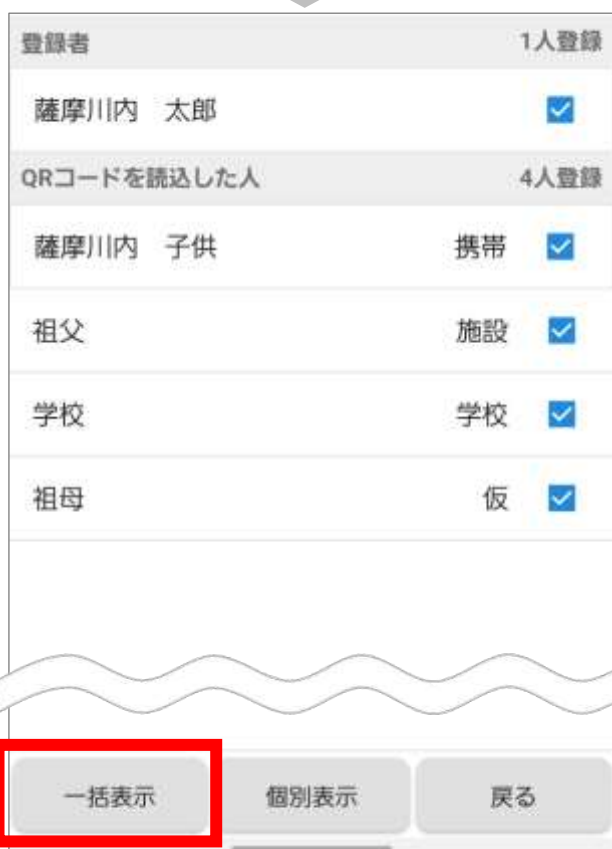 登録者 1人登録
薩摩川内 太郎
QRコードを読込した人 4人登録
薩摩川内 子供 携帯
祖父 施設
学校 学校
祖母 仮
一括表示 個別表示 戻る